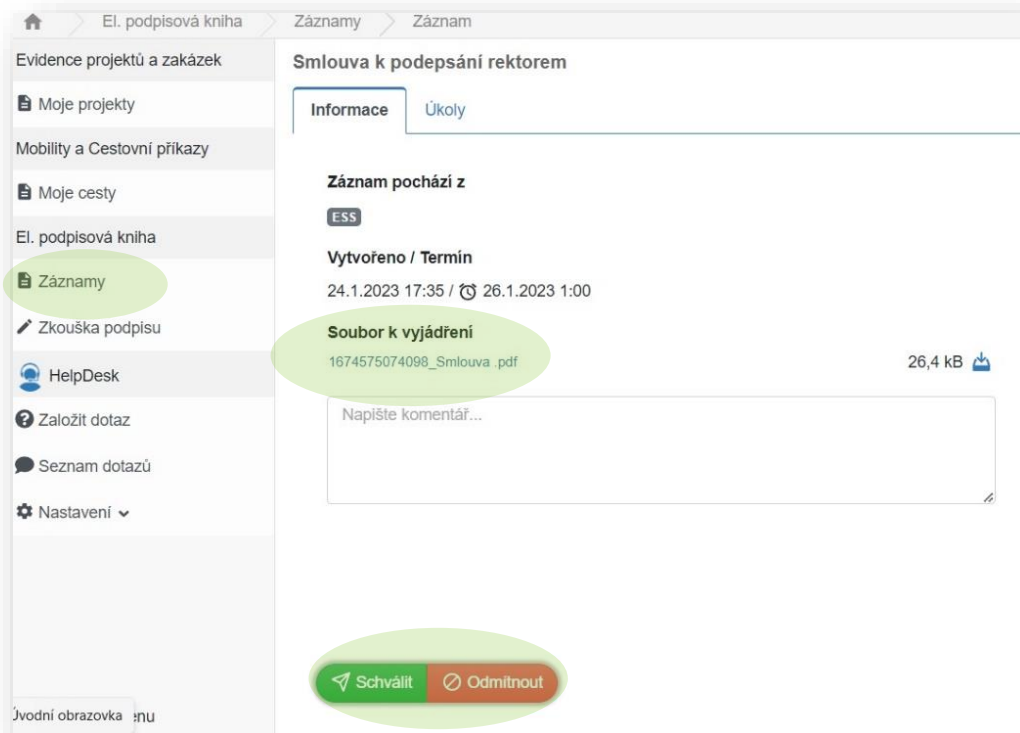 El. podpisová kniha Záznamy Záznam
Evidence projektů a zakázek
Moje projekty
Mobility a Cestovní příkazy
Moje cesty
El. podpisová kniha
Záznamy
Zkouška podpisu
HelpDesk
Založit dotaz
Seznam dotazů
Nastavení
Úvodní obrazovka enu
Smlouva k podepsání rektorem
Informace Úkoly
Záznam pochází z
ESS
Vytvořeno / Termín
24.1.2023 17:35 / 26.1.2023 1:00
Soubor k vyjádření
1674575074098_Smlouva .pdf 26,4 kB
Napište komentář...
Schválit Odmítnout